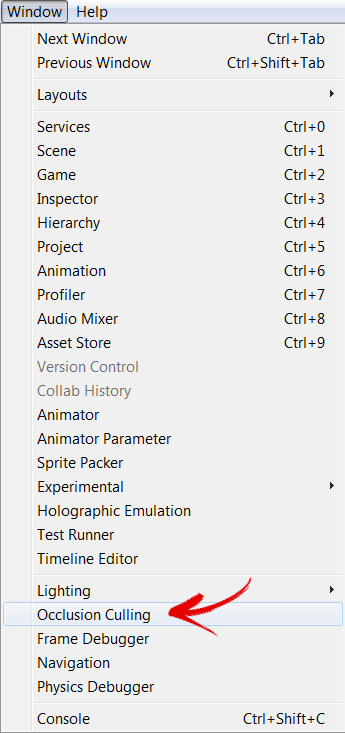 Window Help
Next Window Ctrl+Tab
Previous Window Ctrl+Shift+Tab
Layouts
Services Ctrl+0
Scene Ctrl+1
Game Ctrl+2
Inspector Ctrl+3
Hierarchy Ctrl+4
Project Ctrl+5
Animation Ctrl+6
Profiler Ctrl+7
Audio Mixer Ctrl+8
Asset Store Ctrl+9
Version Control
Collab History
Animator
Animator Parameter
Sprite Packer
Experimental
Holographic Emulation
Test Runner
Timeline Editor
Lighting
Occlusion Culling
Frame Debugger
Navigation
Physics Debugger
Console Ctrl+Shift+C